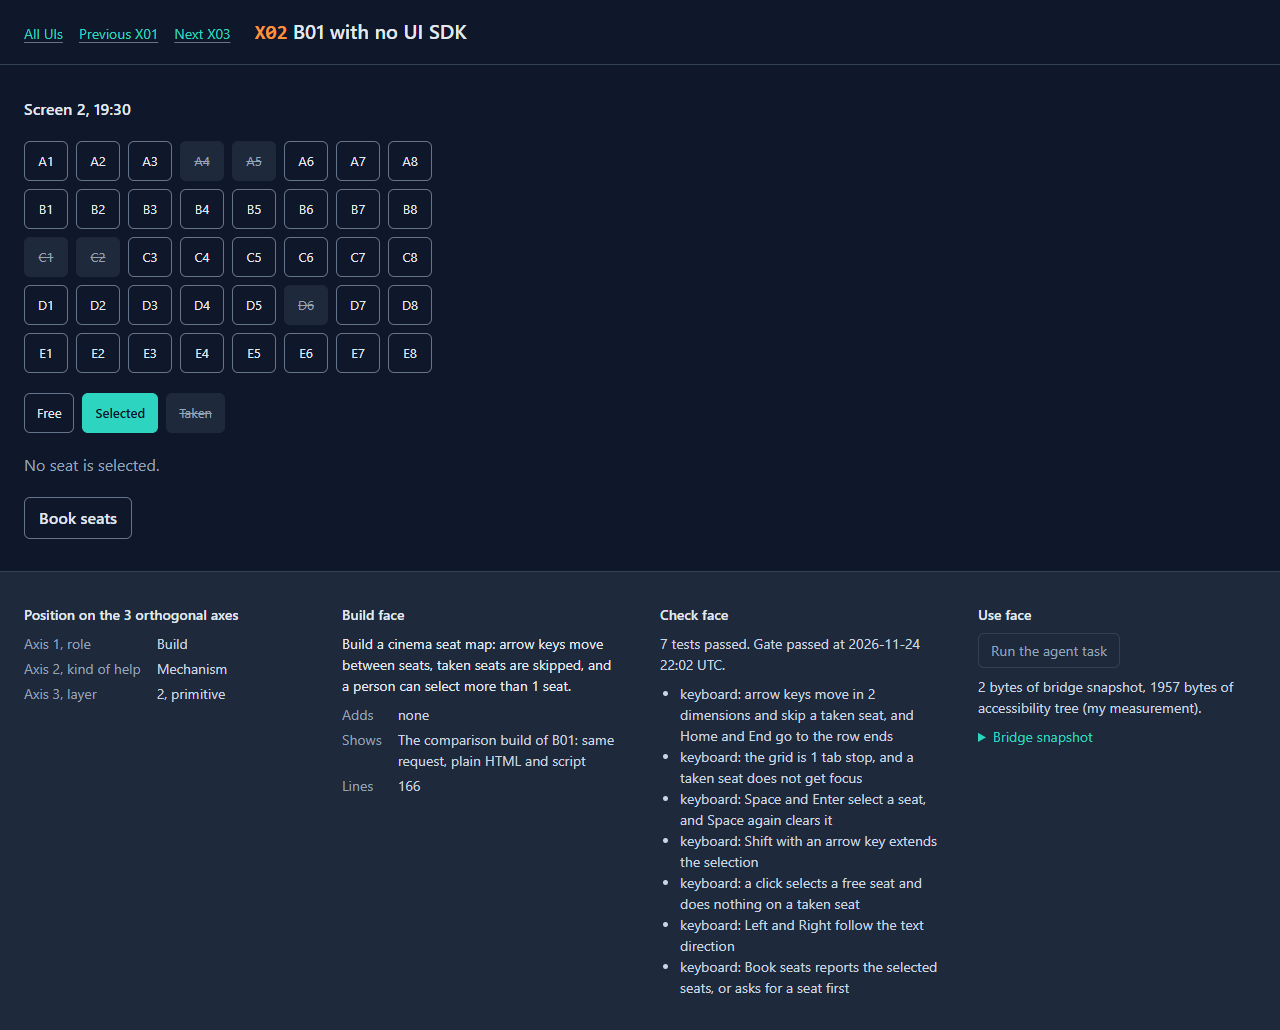 All UIs Previous X01 Next X03 X02 B01 with no UI SDK
Screen 2, 19:30
A1 A2 A3 A4 A5 A6 A7 A8
B1 B2 B3 B4 B5 B6 B7 B8
C1 C2 C3 C4 C5 C6 C7 C8
D1 D2 D3 D4 D5 D6 D7 D8
E1 E2 E3 E4 E5 E6 E7 E8
Free Selected Taken
No seat is selected.
Book seats
Position on the 3 orthogonal axes
Axis 1, role Build
Axis 2, kind of help Mechanism
Axis 3, layer 2, primitive
Build face
Build a cinema seat map: arrow keys move
between seats, taken seats are skipped, and
a person can select more than 1 seat.
Adds none
Shows The comparison build of B01: same
request, plain HTML and script
Lines 166
Check face
7 tests passed. Gate passed at 2026-11-24
22:02 UTC.
keyboard: arrow keys move in 2
dimensions and skip a taken seat, and
Home and End go to the row ends
keyboard: the grid is 1 tab stop, and a
taken seat does not get focus
keyboard: Space and Enter select a seat,
and Space again clears it
keyboard: Shift with an arrow key extends
the selection
keyboard: a click selects a free seat and
does nothing on a taken seat
keyboard: Left and Right follow the text
direction
keyboard: Book seats reports the selected
seats, or asks for a seat first
Use face
Run the agent task
2 bytes of bridge snapshot, 1957 bytes of
accessibility tree (my measurement).
Bridge snapshot